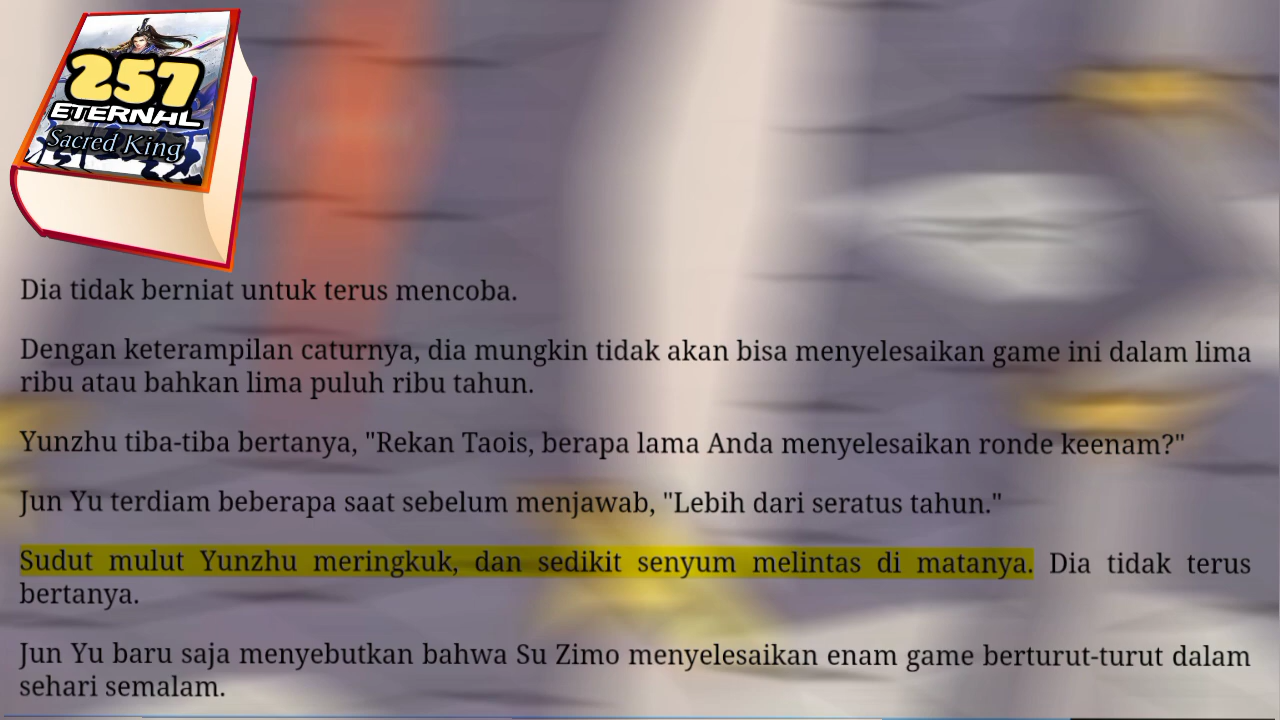 257
ETERNAL
Sacred King
Dia tidak berniat untuk terus mencoba.
Dengan keterampilan caturnya, dia mungkin tidak akan bisa menyelesaikan game ini dalam lima
ribu atau bahkan lima puluh ribu tahun.
Yunzhu tiba-tiba bertanya, "Rekan Taois, berapa lama Anda menyelesaikan ronde keenam?"
Jun Yu terdiam beberapa saat sebelum menjawab, "Lebih dari seratus tahun."
Sudut mulut Yunzhu meringkuk, dan sedikit senyum melintas di matanya. Dia tidak terus
bertanya.
Jun Yu baru saja menyebutkan bahwa Su Zimo menyelesaikan enam game berturut-turut dalam
sehari semalam.